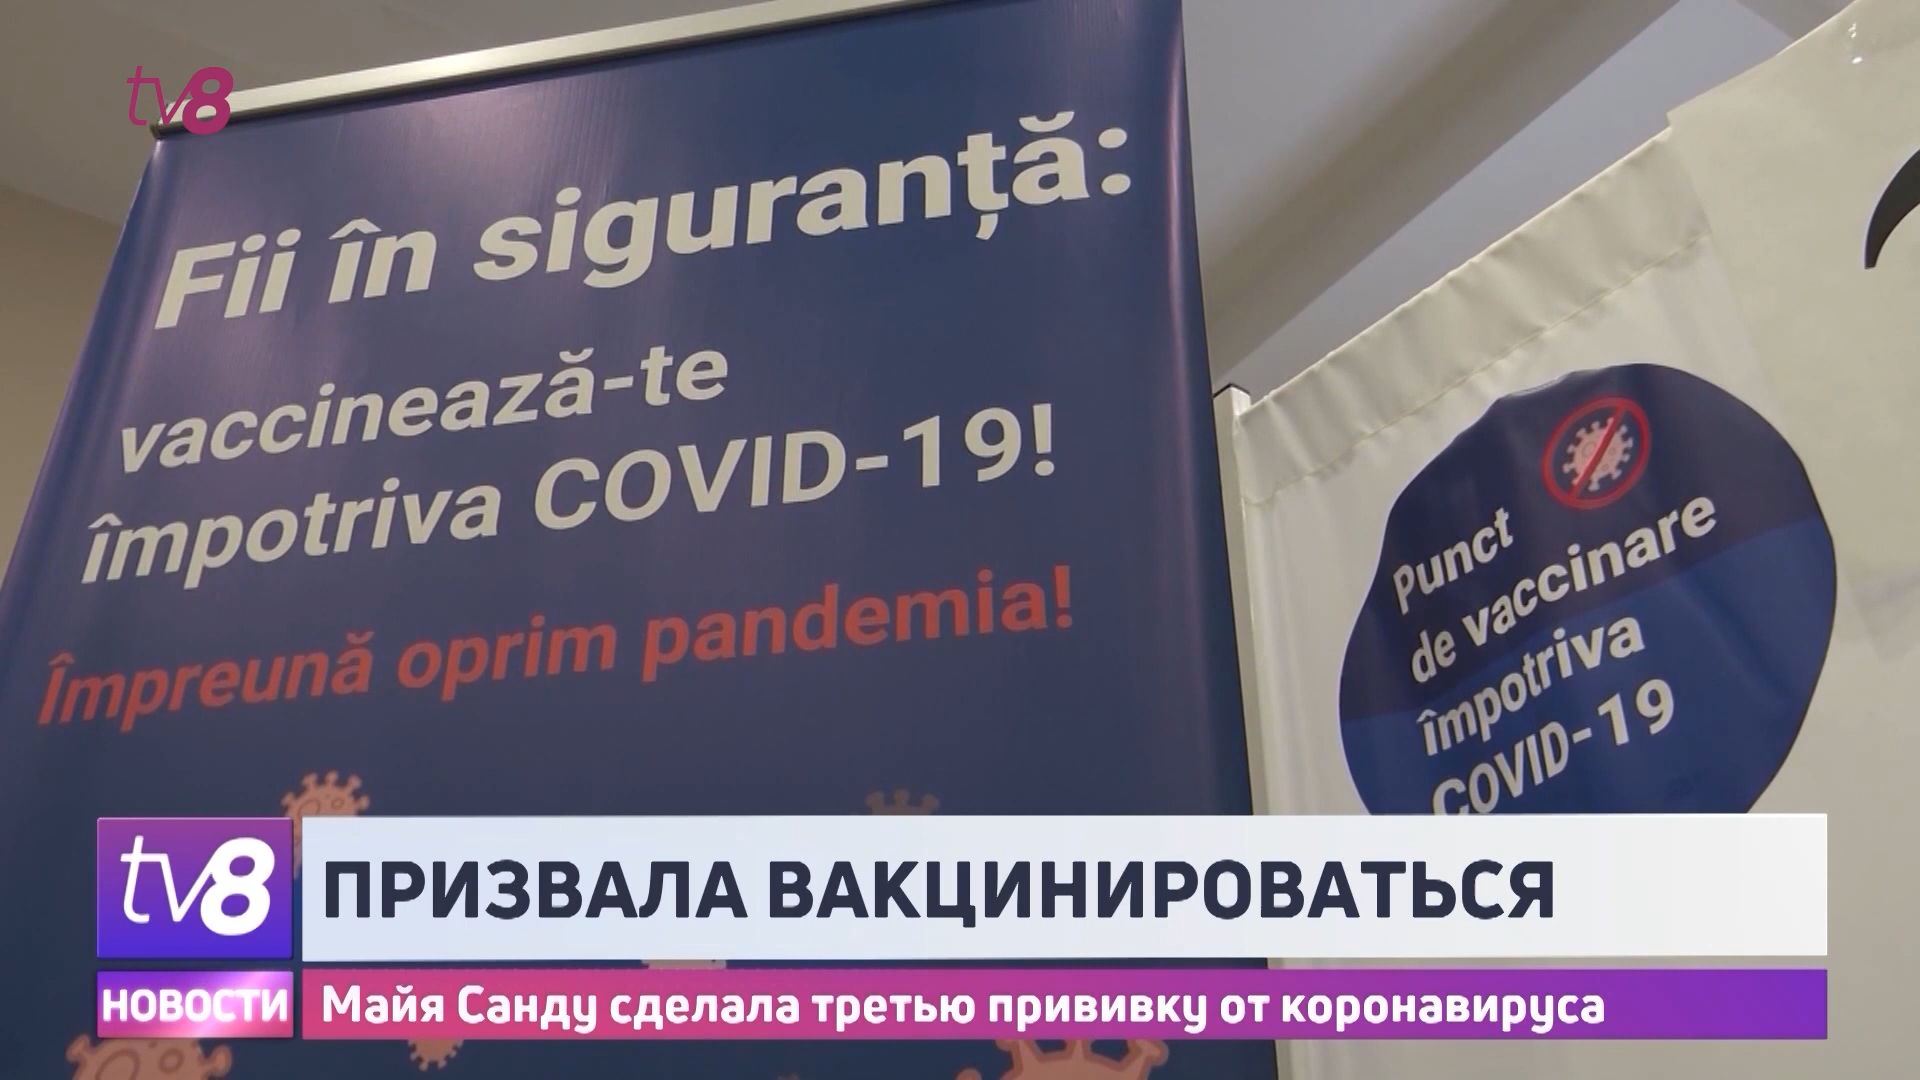 tv8
Fii în siguranță:
vaccinează-te
împotriva COVID-19!
Împreună oprim pandemia!
Punct
de vaccinare
împotriva
COVID-19
tv8
ПРИЗВАЛА ВАКЦИНИРОВАТЬСЯ
НОВОСТИ
Майя Санду сделала третью прививку от коронавируса